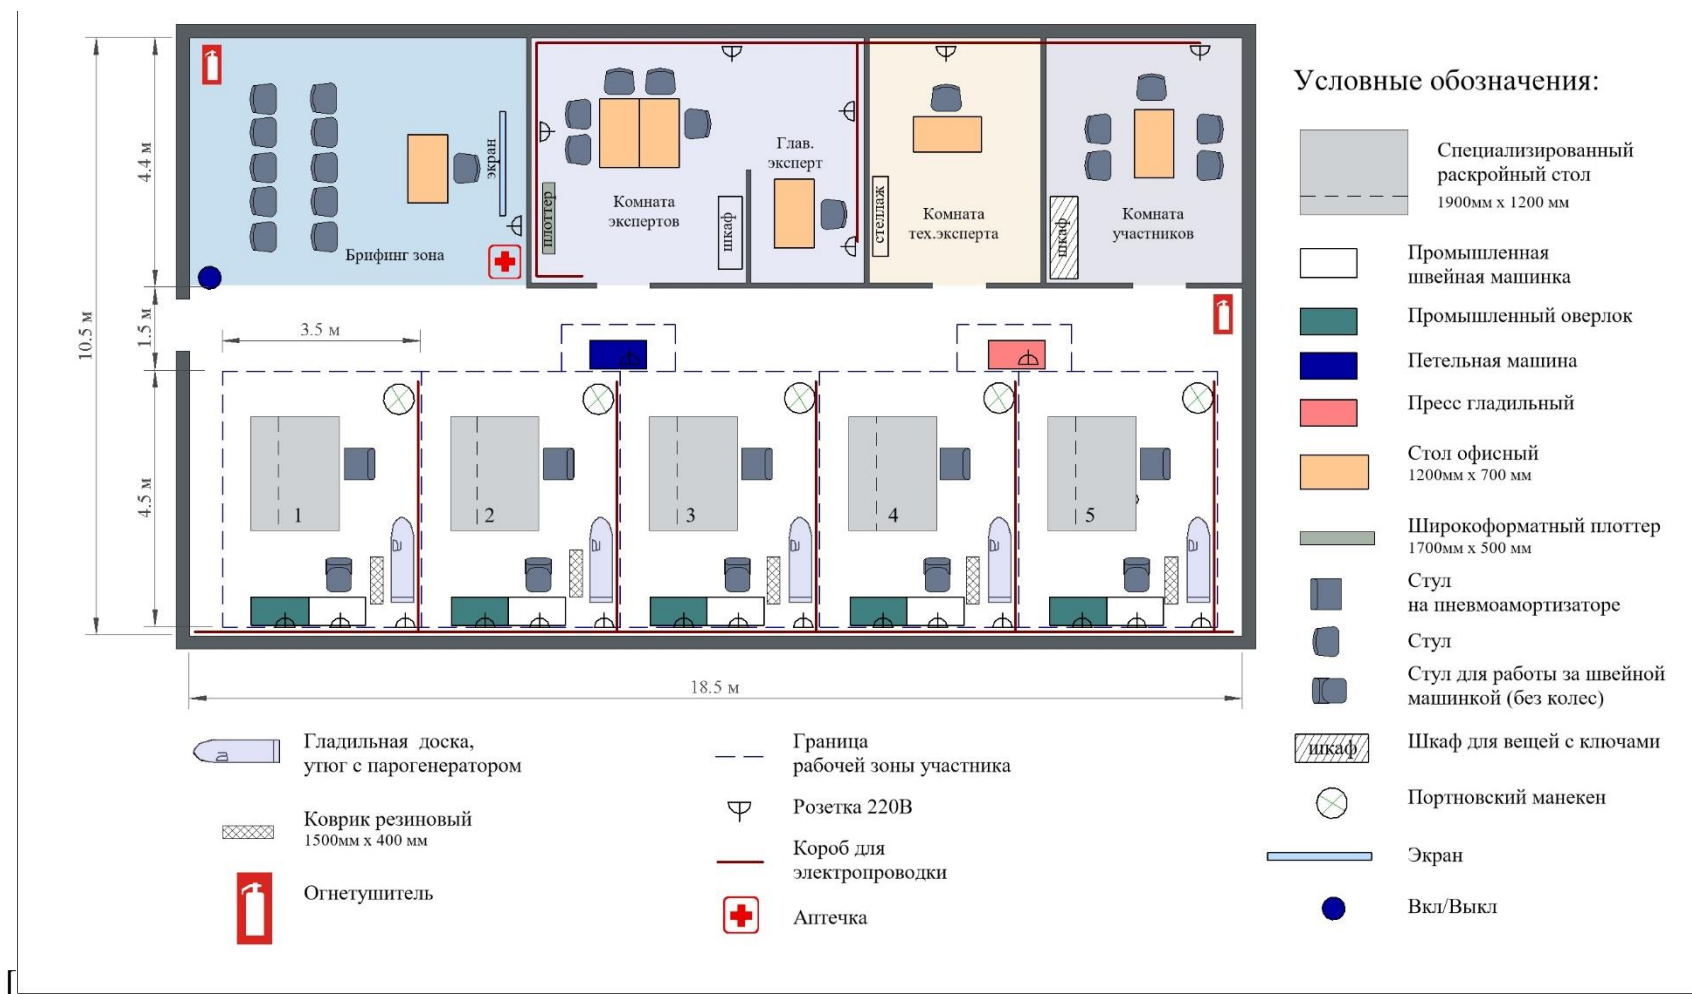 10.5 м
4.4 м
1.5 м
4.5 м
3.5 м
18.5 м
Брифинг зона
экран
плоттер
Комната
экспертов
шкаф
Глав.
эксперт
стеллаж
Комната
тех.эксперта
шкаф
Комната
участников
1
2
3
4
5
Условные обозначения:
Специализированный
раскройный стол
1900мм х 1200 мм
Промышленная
швейная машинка
Промышленный оверлок
Петельная машина
Пресс гладильный
Стол офисный
1200мм х 700 мм
Широкоформатный плоттер
1700мм х 500 мм
Стул
на пневмоамортизаторе
Стул
Стул для работы за швейной
машинкой (без колес)
шкаф
Шкаф для вещей с ключами
Портновский манекен
Экран
Вкл/Выкл
Гладильная доска,
утюг с парогенератором
Коврик резиновый
1500мм х 400 мм
Огнетушитель
Граница
рабочей зоны участника
Розетка 220В
Короб для
электропроводки
Аптечка
[